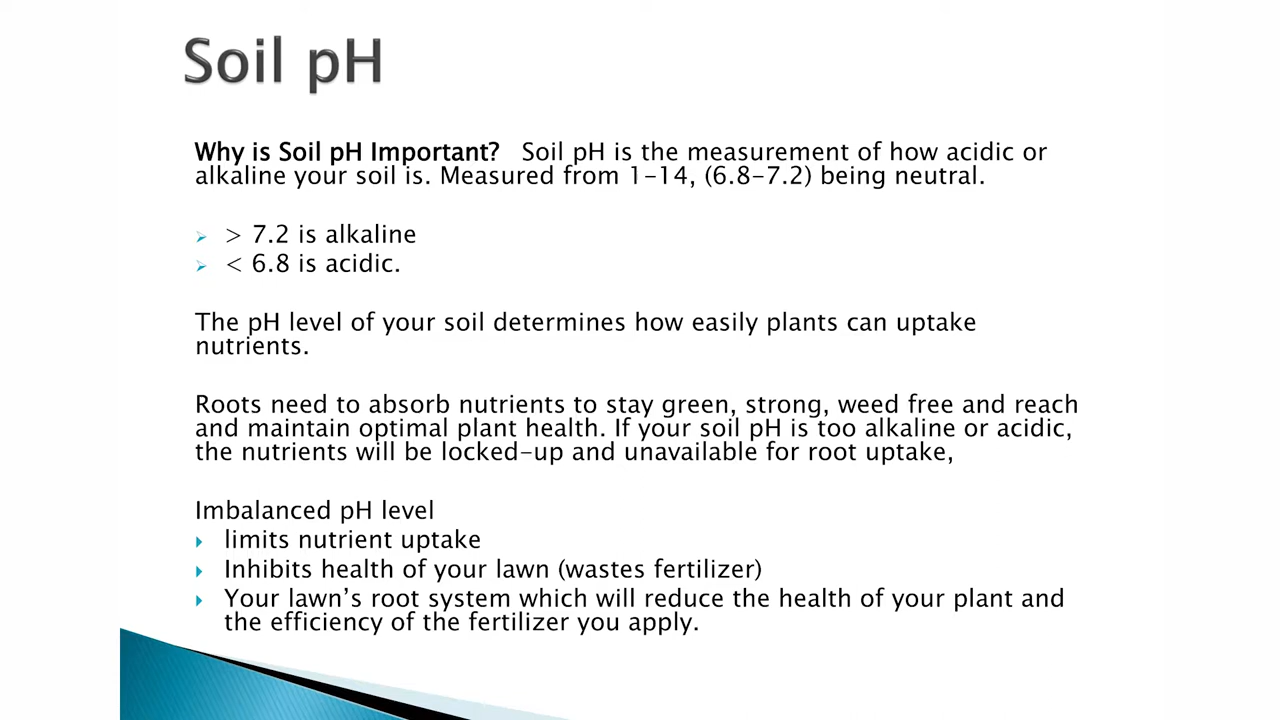 Soil pH
Why is Soil pH Important? Soil pH is the measurement of how acidic or
alkaline your soil is. Measured from 1-14, (6.8-7.2) being neutral.
> 7.2 is alkaline
< 6.8 is acidic.
The pH level of your soil determines how easily plants can uptake
nutrients.
Roots need to absorb nutrients to stay green, strong, weed free and reach
and maintain optimal plant health. If your soil pH is too alkaline or acidic,
the nutrients will be locked-up and unavailable for root uptake,
Imbalanced pH level
limits nutrient uptake
Inhibits health of your lawn (wastes fertilizer)
Your lawn's root system which will reduce the health of your plant and
the efficiency of the fertilizer you apply.